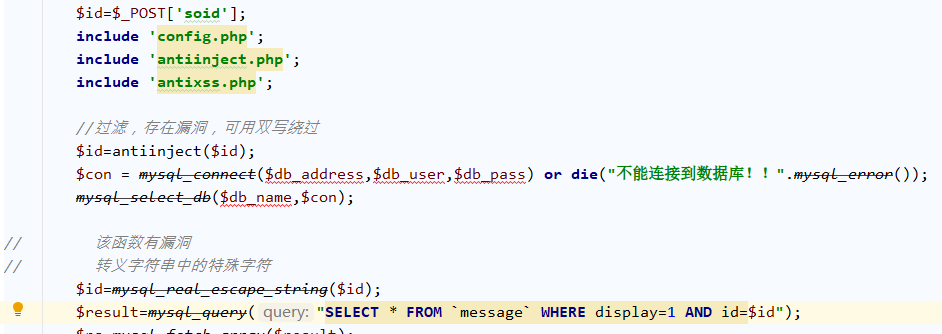 $id=$_POST['soid'];
include 'config.php';
include 'antiinject.php';
include 'antixss.php';
//过滤，存在漏洞，可用双写绕过
$id=antiinject($id);
$con = mysql_connect($db_address,$db_user,$db_pass) or die("不能连接到数据库！！".mysql_error());
mysql_select_db($db_name,$con);
// 该函数有漏洞
// 转义字符串中的特殊字符
$id=mysql_real_escape_string($id);
$result=mysql_query( query: "SELECT * FROM `message` WHERE display=1 AND id=$id");